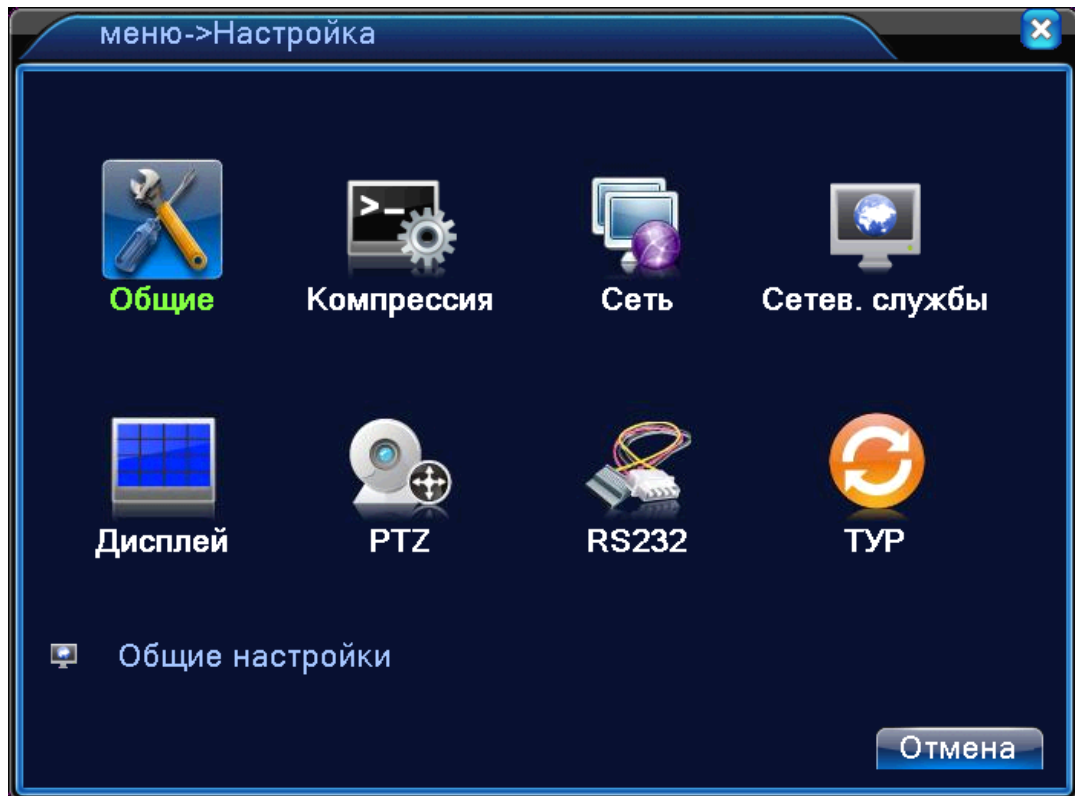 меню->Настройка
Общие Компрессия Сеть Сетев. службы
Дисплей PTZ RS232 ТУР
Общие настройки
Отмена